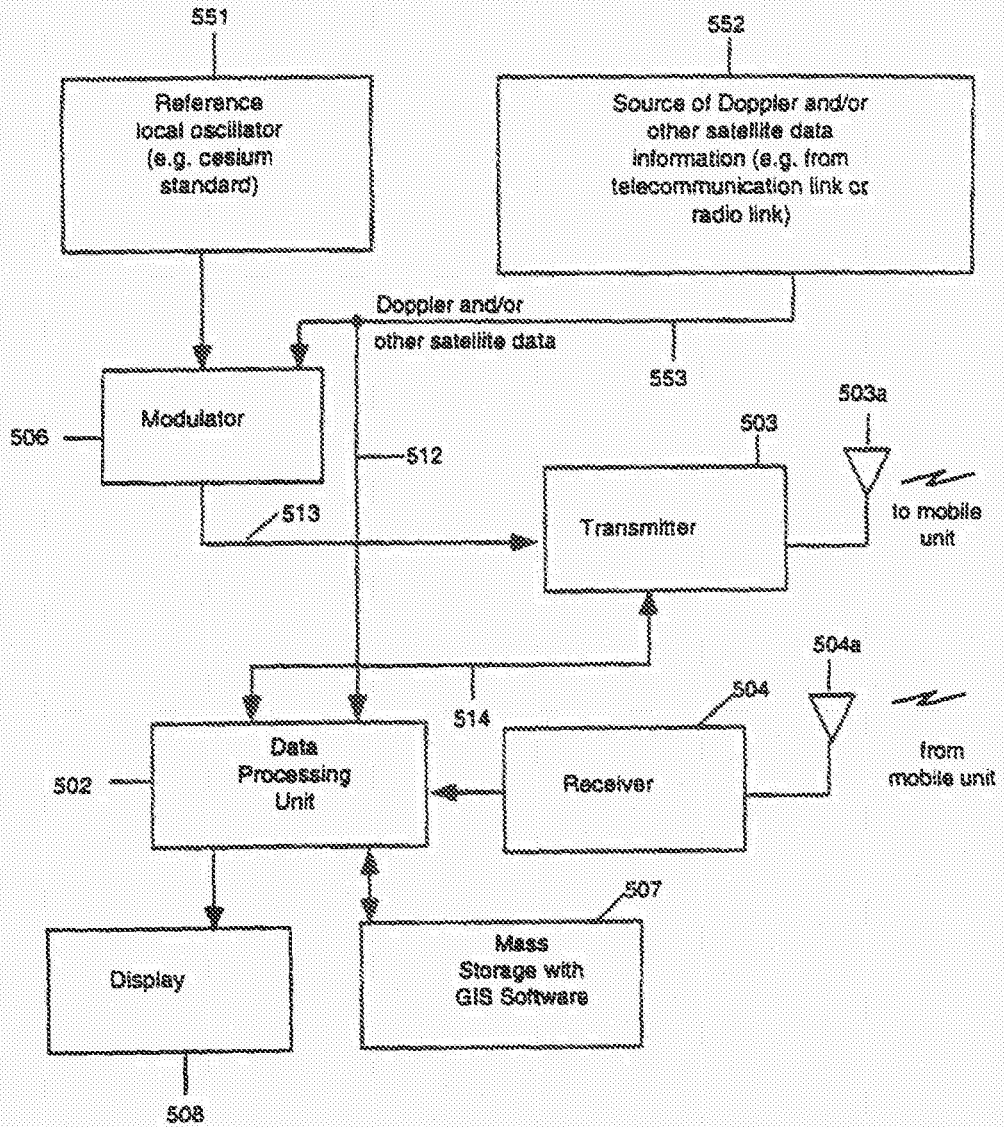 551
552
Reference
local oscillator
(e.g. cesium
standard)
Source of Doppler and/or
other satellite data
information (e.g. from
telecommunication link or
radio link)
Doppler and/or
other satellite data
553
Modulator
506
503a
503
512
513
Transmitter
to mobile
unit
504a
504
514
Data
Processing
Unit
502
Receiver
from
mobile unit
507
Mass
Storage with
GIS Software
Display
508